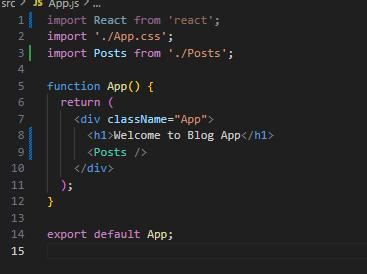 src > JS App.js > ...
1 import React from 'react';
2 import './App.css';
3 import Posts from './Posts';
4
5 function App() {
6   return (
7     <div className="App">
8       <h1>Welcome to Blog App</h1>
9       <Posts />
10     </div>
11   );
12 }
13
14 export default App;
15